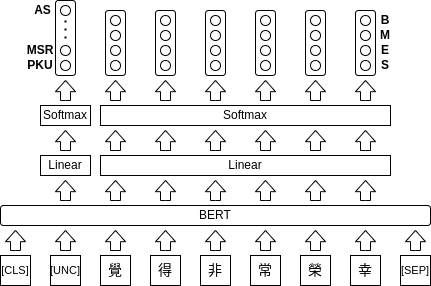 AS B
M
MSR E
PKU S
Softmax Softmax
Linear Linear
BERT
[CLS] [UNC] 覺 得 非 常 榮 幸 [SEP]